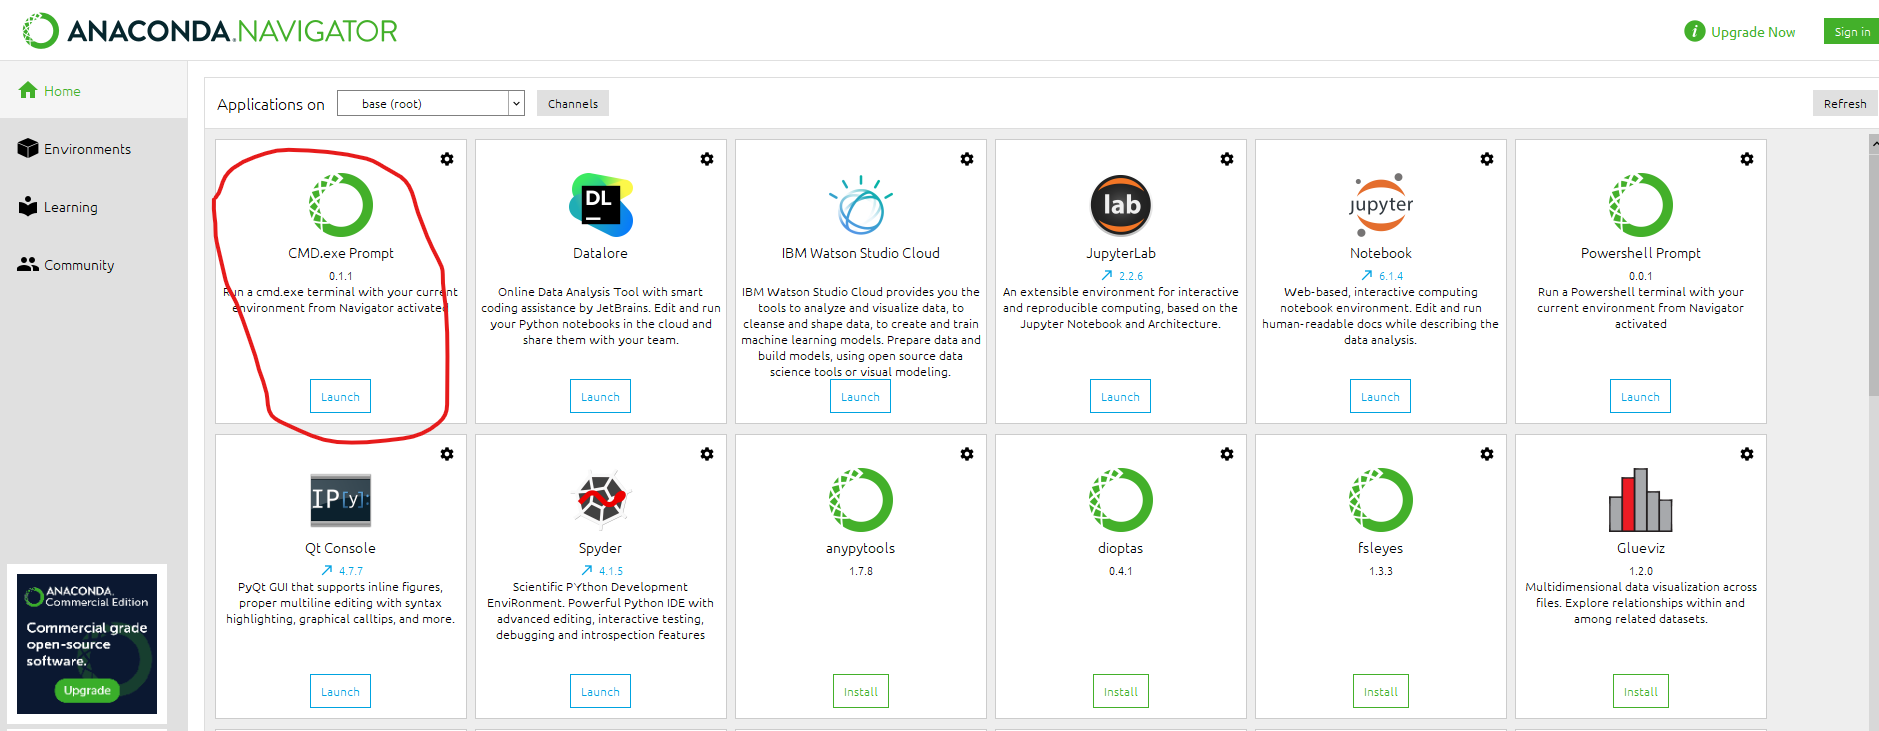 ANACONDA.NAVIGATOR
i Upgrade Now
Sign in
Home
Environments
Learning
Community
Applications on
base (root)
Channels
Refresh
CMD.exe Prompt
0.1.1
Run a cmd.exe terminal with your current
environment from Navigator activated
Launch
DL
Datalore
Online Data Analysis Tool with smart
coding assistance by JetBrains. Edit and run
your Python notebooks in the cloud and
share them with your team.
Launch
IBM Watson Studio Cloud
IBM Watson Studio Cloud provides you the
tools to analyze and visualize data, to
cleanse and shape data, to create and train
machine learning models. Prepare data and
build models, using open source data
science tools or visual modeling.
Launch
lab
JupyterLab
2.2.6
An extensible environment for interactive
and reproducible computing, based on the
Jupyter Notebook and Architecture.
Launch
jupyter
Notebook
6.1.4
Web-based, interactive computing
notebook environment. Edit and run
human-readable docs while describing the
data analysis.
Launch
Powershell Prompt
0.0.1
Run a Powershell terminal with your
current environment from Navigator
activated
Launch
IP[y]:
Qt Console
4.7.7
PyQt GUI that supports inline figures,
proper multiline editing with syntax
highlighting, graphical calltips, and more.
Launch
Spyder
4.1.5
Scientific PYthon Development
EnviRonment. Powerful Python IDE with
advanced editing, interactive testing,
debugging and introspection features
Launch
anypytools
1.7.8
Install
dioptas
0.4.1
Install
fsleyes
1.3.3
Install
Glueviz
1.2.0
Multidimensional data visualization across
files. Explore relationships within and
among related datasets.
Install
ANACONDA.
Commercial Edition
Commercial grade
open-source
software.
Upgrade